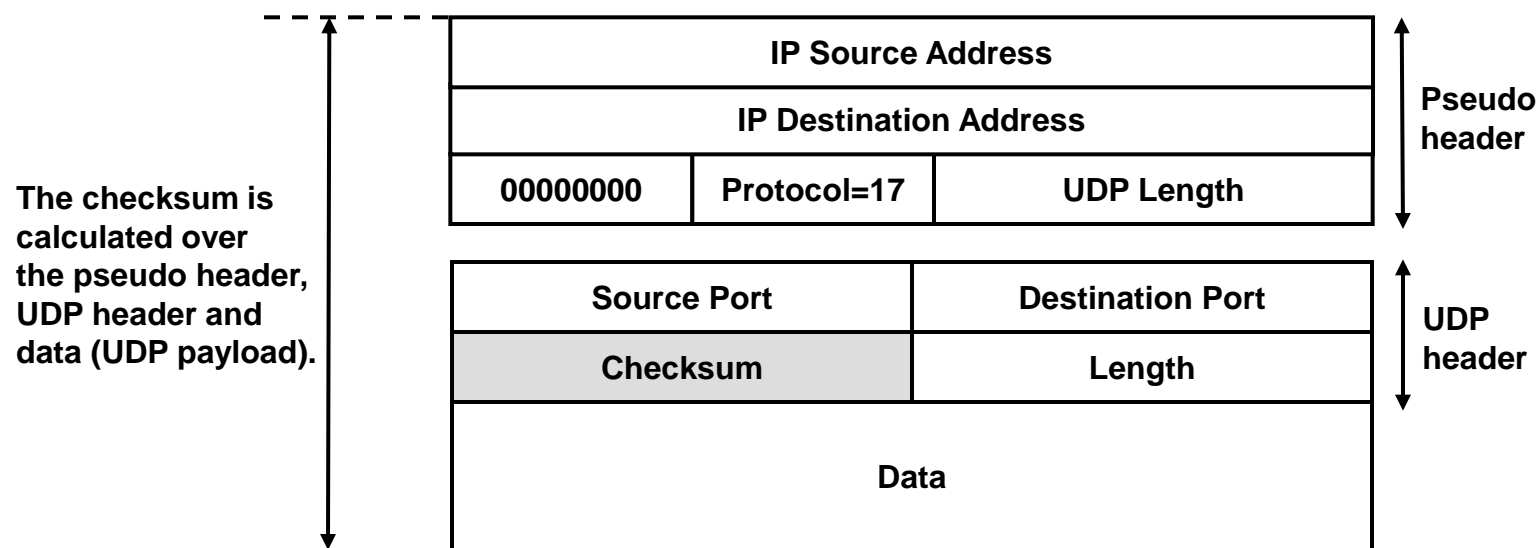 IP Source Address
IP Destination Address
00000000 Protocol=17 UDP Length
Pseudo
header
The checksum is
calculated over
the pseudo header,
UDP header and
data (UDP payload).
Source Port Destination Port
Checksum Length
UDP
header
Data